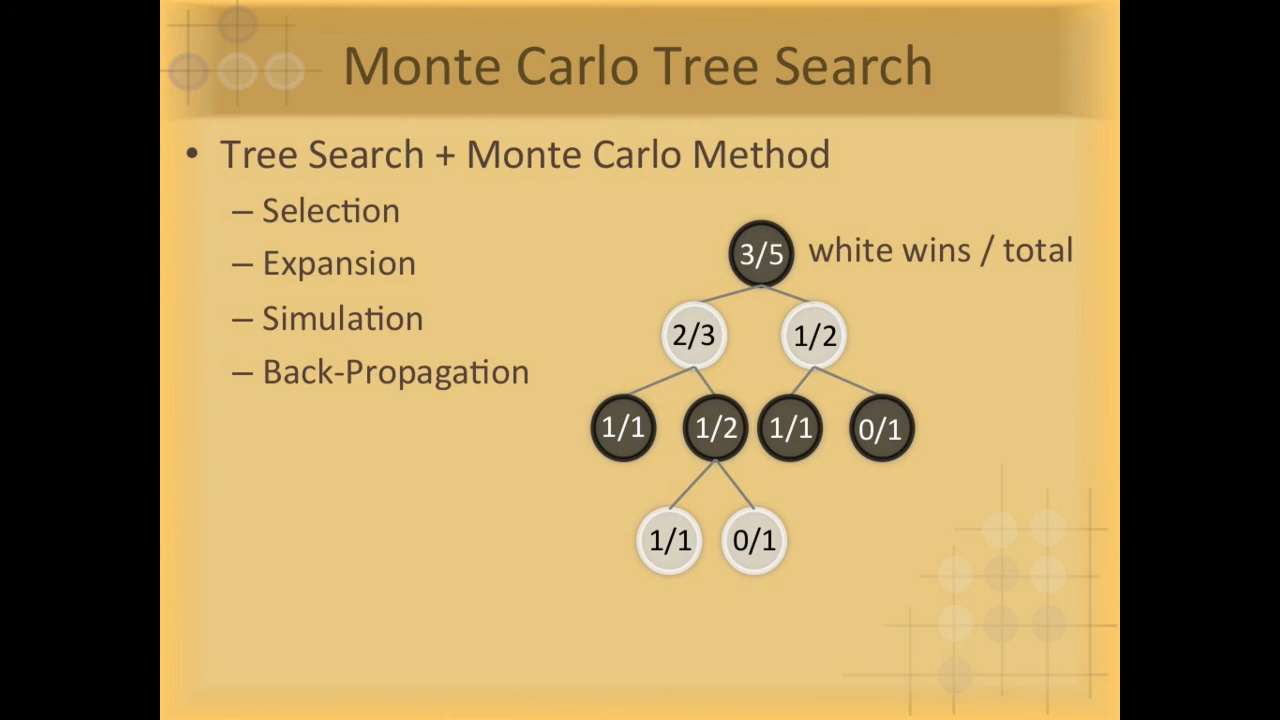 Monte Carlo Tree Search
• Tree Search + Monte Carlo Method
– Selection
– Expansion
– Simulation
– Back-Propagation
3/5 white wins / total
2/3 1/2
1/1 1/2 1/1 0/1
1/1 0/1